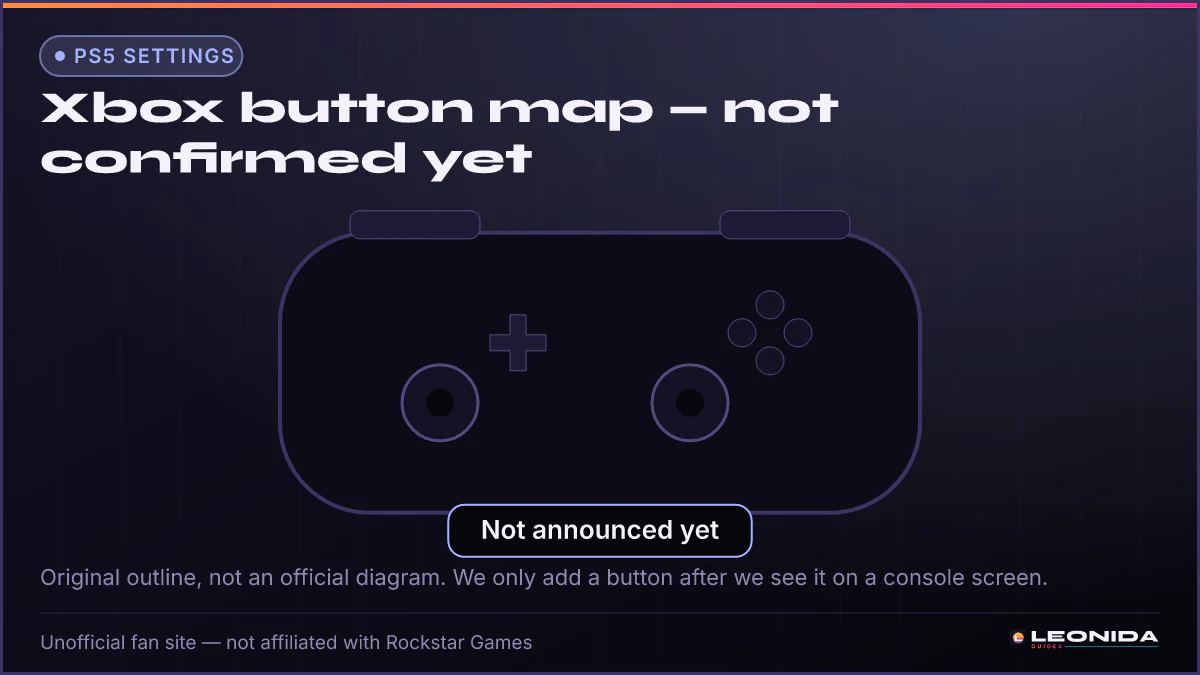 PS5 SETTINGS
Xbox button map – not
confirmed yet
Not announced yet
Original outline, not an official diagram. We only add a button after we see it on a console screen.
Unofficial fan site — not affiliated with Rockstar Games
LEONIDA
GUIDES